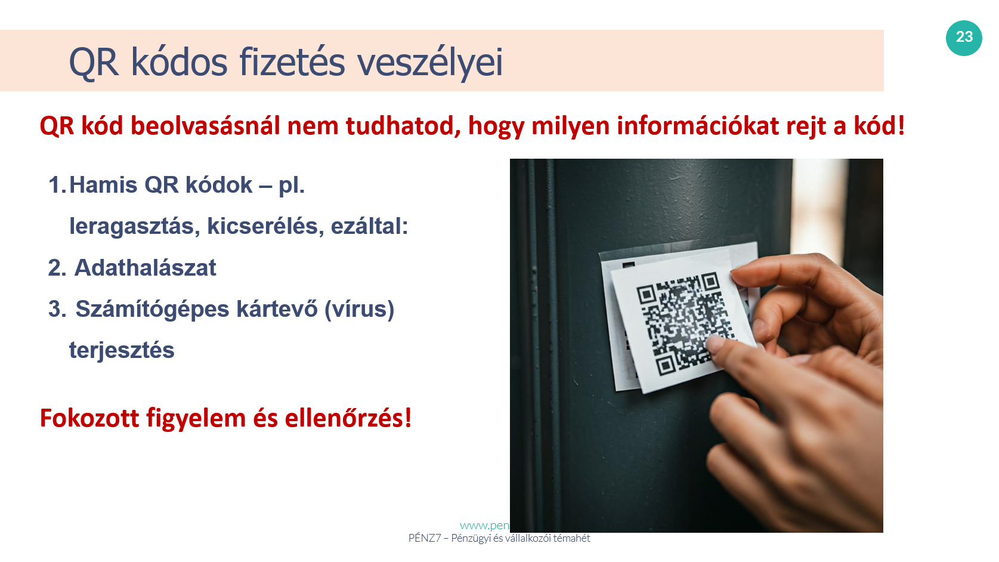 23
QR kódos fizetés veszélyei
QR kód beolvasásnál nem tudhatod, hogy milyen információkat rejt a kód!
1. Hamis QR kódok – pl.
leragasztás, kicserélés, ezáltal:
2. Adathalászat
3. Számítógépes kártevő (vírus)
terjesztés
Fokozott figyelem és ellenőrzés!
www.pen
PÉNZ7 – Pénzügyi és vállalkozói témahét